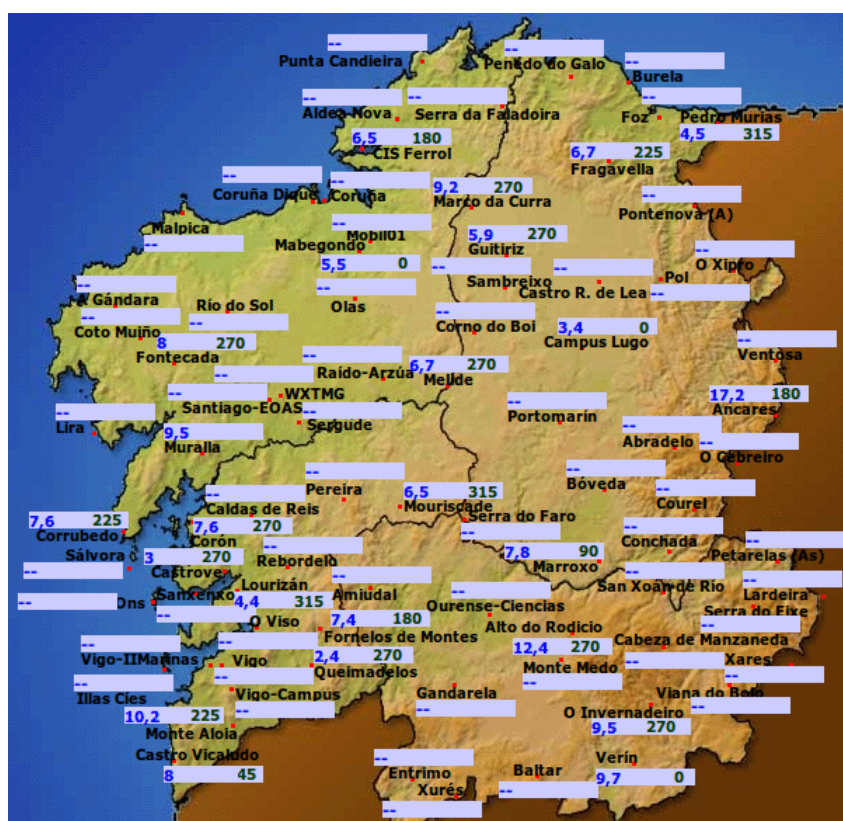 --
--
Punta Candieira
Penedo do Galo
--
Burela
--
--
--
Aldea Nova
Serra da Faladoira
Foz
Pedro Murias
6,5 180
CIS Ferrol
4,5 315
6,7 225
Fragavella
--
--
9,2 270
--
Coruña Dique
Coruña
Marco da Curra
Pontenova (A)
Malpica
--
--
Mobil01
Mabegondo
5,9 270
Guitiriz
--
5,5 0
--
O Xipro
--
--
--
Sambreixo
Castro R. de Lea
Pol
--
A Gándara
Río do Sol
Olas
--
--
--
Coto Muiño
Corno do Boi
3,4 0
Campus Lugo
8 270
Fontecada
--
--
Ventosa
--
Raído-Arzúa
6,7 270
Melide
WXTMG
Santiago-EOAS
--
17,2 180
Ancares
--
--
Lira
Sergude
Portomarín
9,5
Muralla
--
Abradelo
--
O Cebreiro
--
--
Pereira
Bóveda
--
Caldas de Reis
6,5 315
Mouriscade
--
Courel
7,6 225
Corrubedo
7,6 270
Corón
Serra do Faro
--
--
Conchada
--
Sálvora
3 270
Castrove
--
Rebordelo
7,8 90
Marroxo
Petarelas (As)
--
Lourizán
--
Amiudal
--
San Xoán de Río
--
Lardeira
--
Ons
Sanxenxo
4,4 315
--
Ourense-Ciencias
Serra do Eixe
--
O Viso
7,4 180
Fornelos de Montes
Alto do Rodicio
--
Cabeza de Manzaneda
--
Vigo-IIMarinas
Vigo
2,4 270
Queimadelos
12,4 270
Monte Medo
--
Xares
--
--
Illas Cíes
Vigo-Campus
Gandarela
--
Viana do Bolo
--
10,2 225
Monte Aloia
--
--
O Invernadeiro
9,5 270
--
Castro Vicaludo
8 45
--
Entrimo
Xurés
--
Baltar
--
Verín
9,7 0